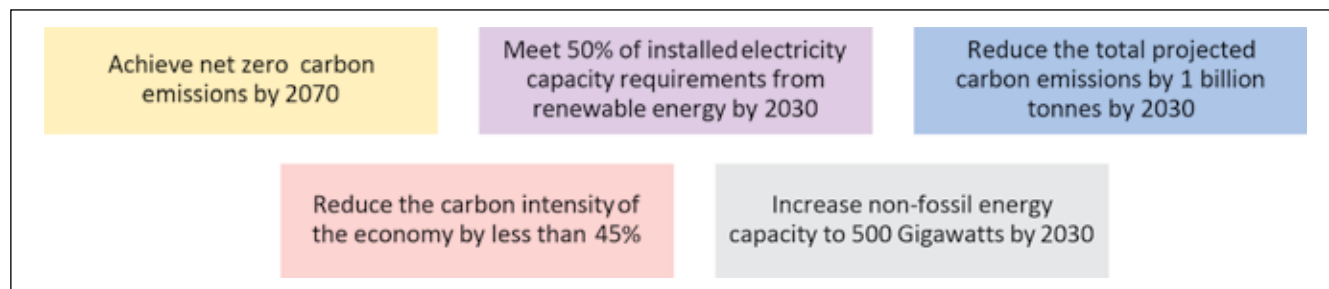 Achieve net zero carbon
emissions by 2070
Meet 50% of installed electricity
capacity requirements from
renewable energy by 2030
Reduce the total projected
carbon emissions by 1 billion
tonnes by 2030
Reduce the carbon intensity of
the economy by less than 45%
Increase non-fossil energy
capacity to 500 Gigawatts by 2030